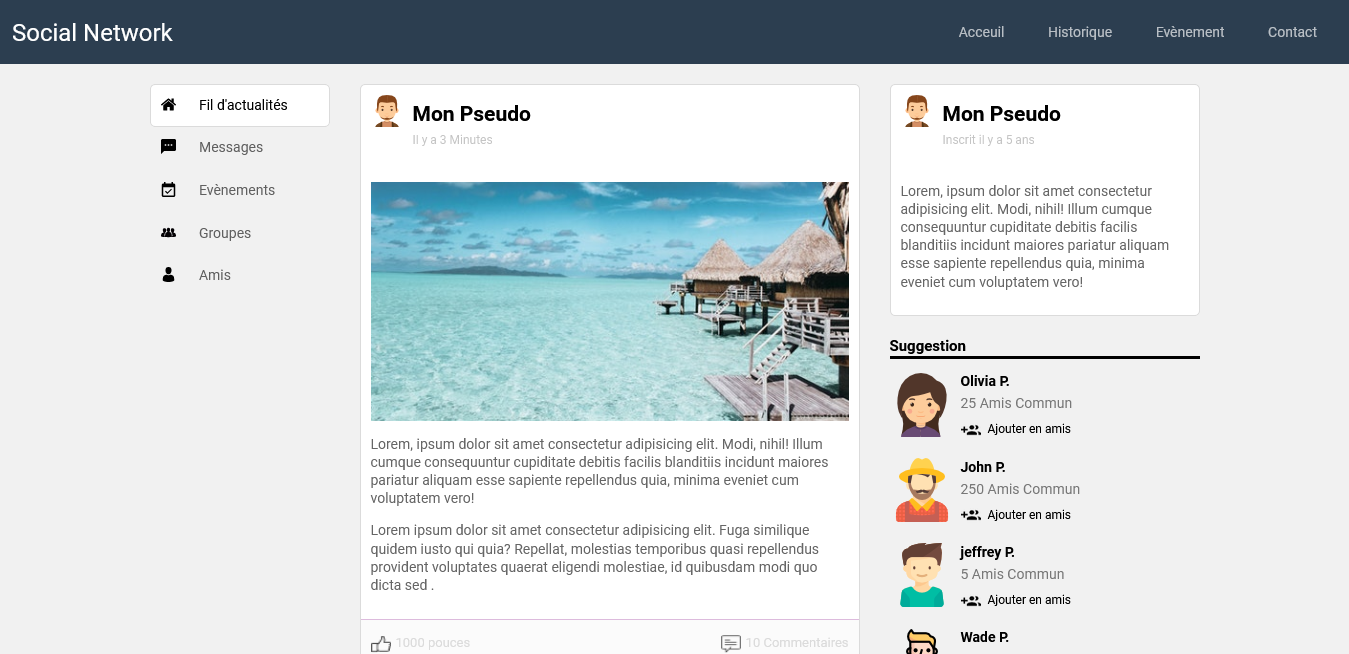 Social Network
Acceuil
Historique
Evènement
Contact
Fil d'actualités
Messages
Evènements
Groupes
Amis
Mon Pseudo
Il y a 3 Minutes
Lorem, ipsum dolor sit amet consectetur adipisicing elit. Modi, nihil! Illum
cumque consequuntur cupiditate debitis facilis blanditiis incidunt maiores
pariatur aliquam esse sapiente repellendus quia, minima eveniet cum
voluptatem vero!
Lorem ipsum dolor sit amet consectetur adipisicing elit. Fuga similique
quidem iusto qui quia? Repellat, molestias temporibus quasi repellendus
provident voluptates quaerat eligendi molestiae, id quibusdam modi quo
dicta sed .
1000 pouces
10 Commentaires
Mon Pseudo
Inscrit il y a 5 ans
Lorem, ipsum dolor sit amet consectetur
adipisicing elit. Modi, nihil! Illum cumque
consequuntur cupiditate debitis facilis
blanditiis incidunt maiores pariatur aliquam
esse sapiente repellendus quia, minima
eveniet cum voluptatem vero!
Suggestion
Olivia P.
25 Amis Commun
Ajouter en amis
John P.
250 Amis Commun
Ajouter en amis
jeffrey P.
5 Amis Commun
Ajouter en amis
Wade P.